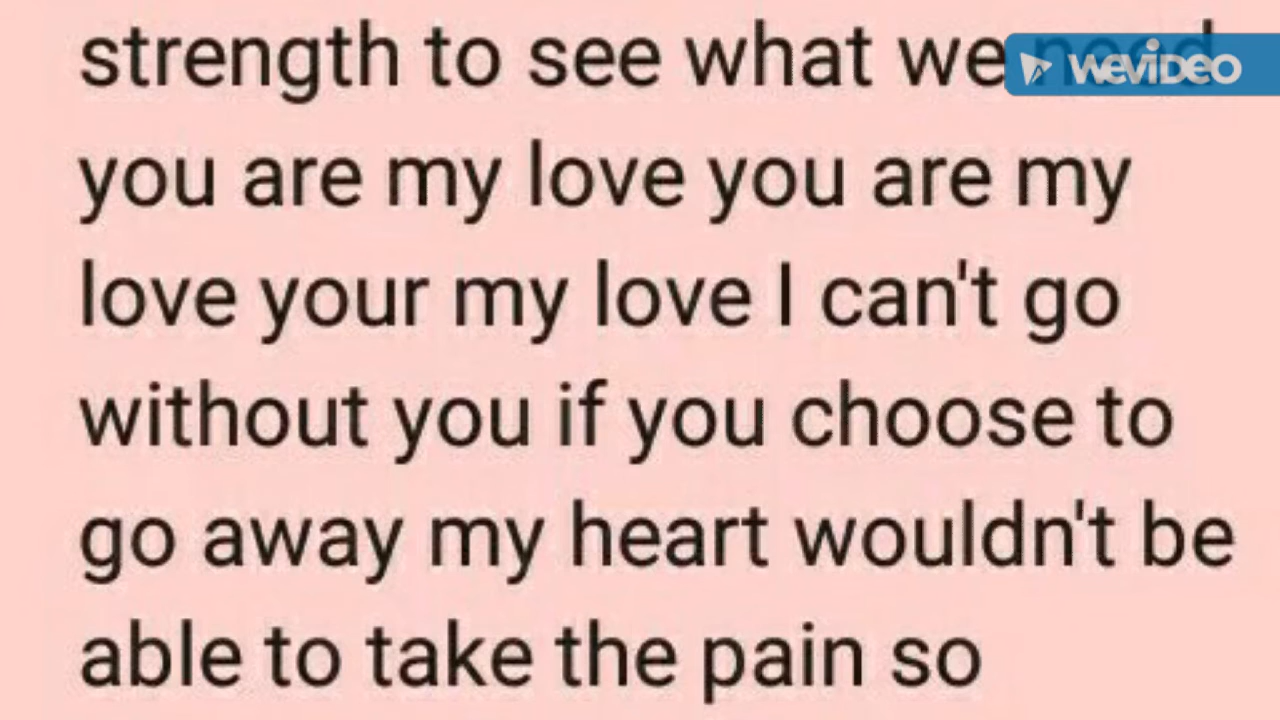 strength to see what we need
WEVIDEO
you are my love you are my
love your my love I can't go
without you if you choose to
go away my heart wouldn't be
able to take the pain so